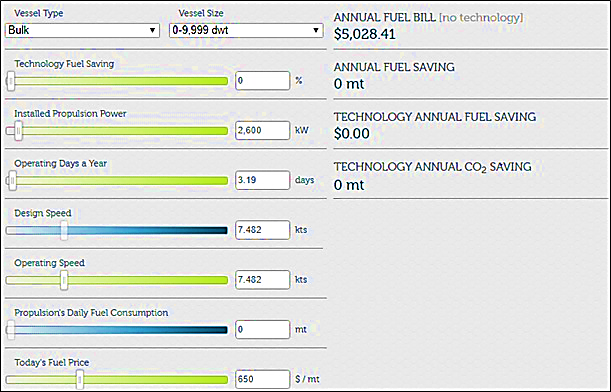 Vessel Type
Vessel Size
Bulk
0-9,999 dwt
Technology Fuel Saving
0 %
Installed Propulsion Power
2,600 kW
Operating Days a Year
3.19 days
Design Speed
7.482 kts
Operating Speed
7.482 kts
Propulsion's Daily Fuel Consumption
0 mt
Today's Fuel Price
650 $ / mt
ANNUAL FUEL BILL [no technology]
$5,028.41
ANNUAL FUEL SAVING
0 mt
TECHNOLOGY ANNUAL FUEL SAVING
$0.00
TECHNOLOGY ANNUAL CO₂ SAVING
0 mt